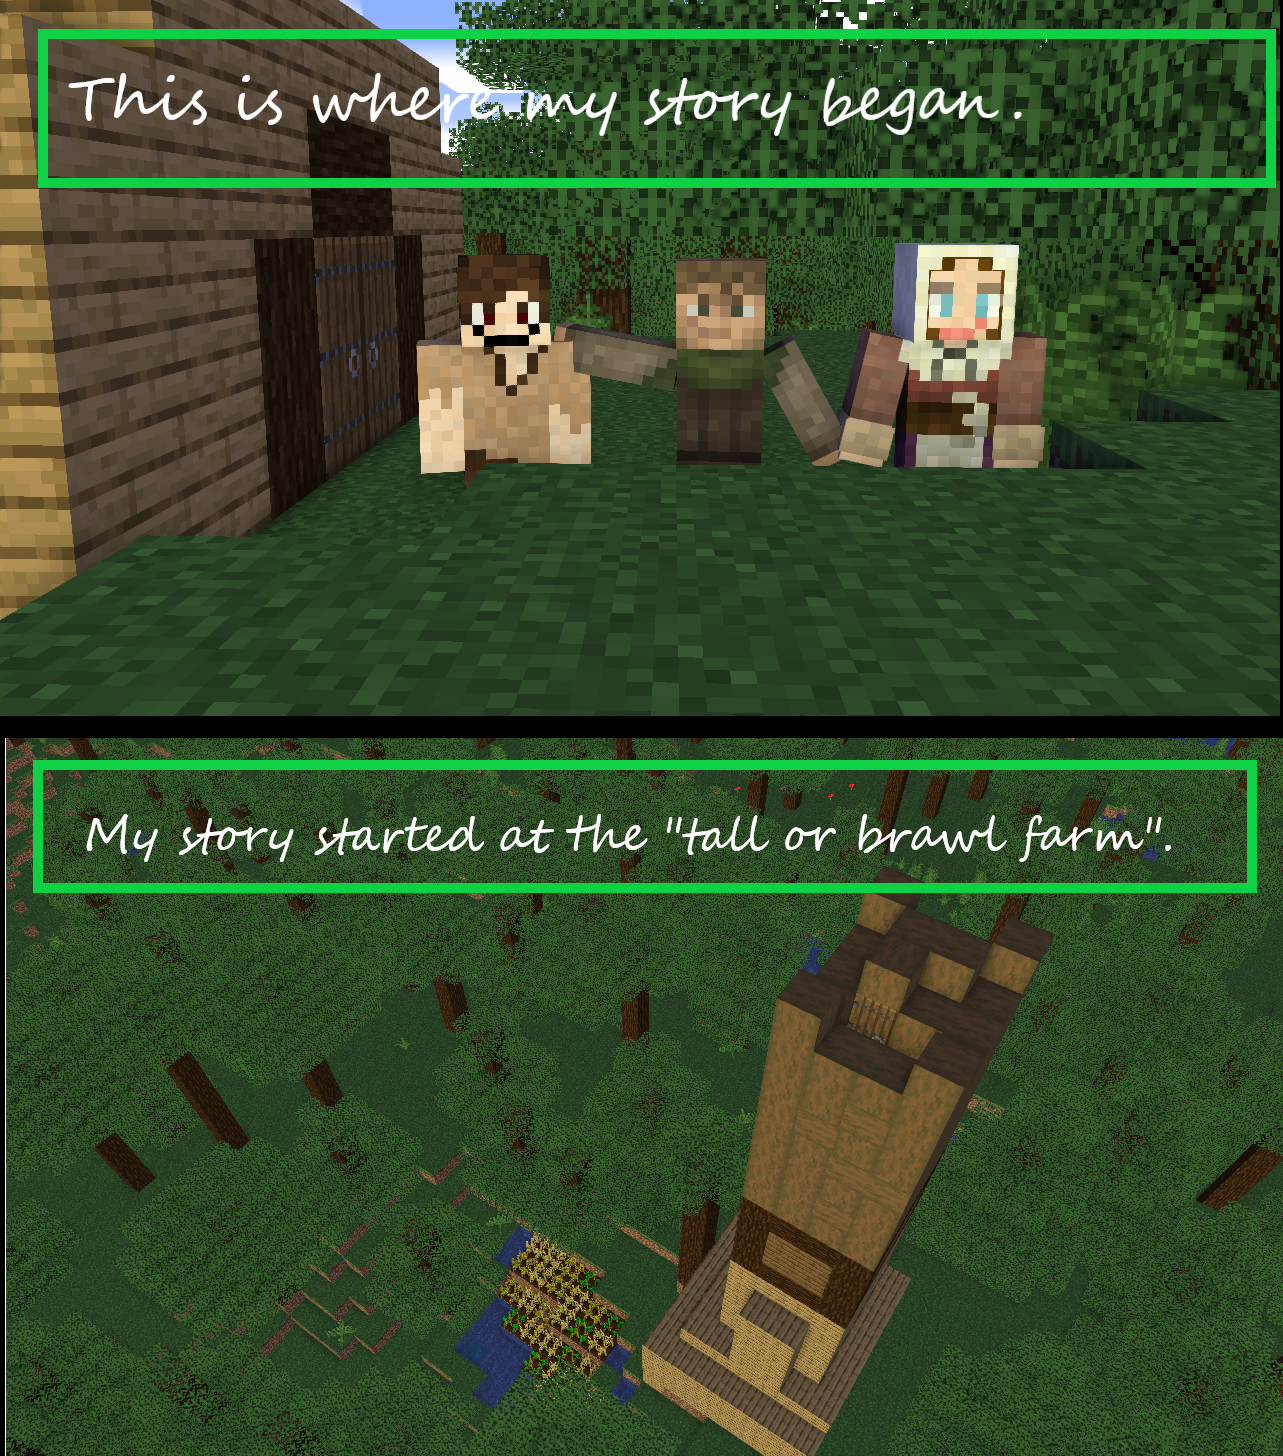 This is where my story began.
My story started at the "tall or brawl farm".